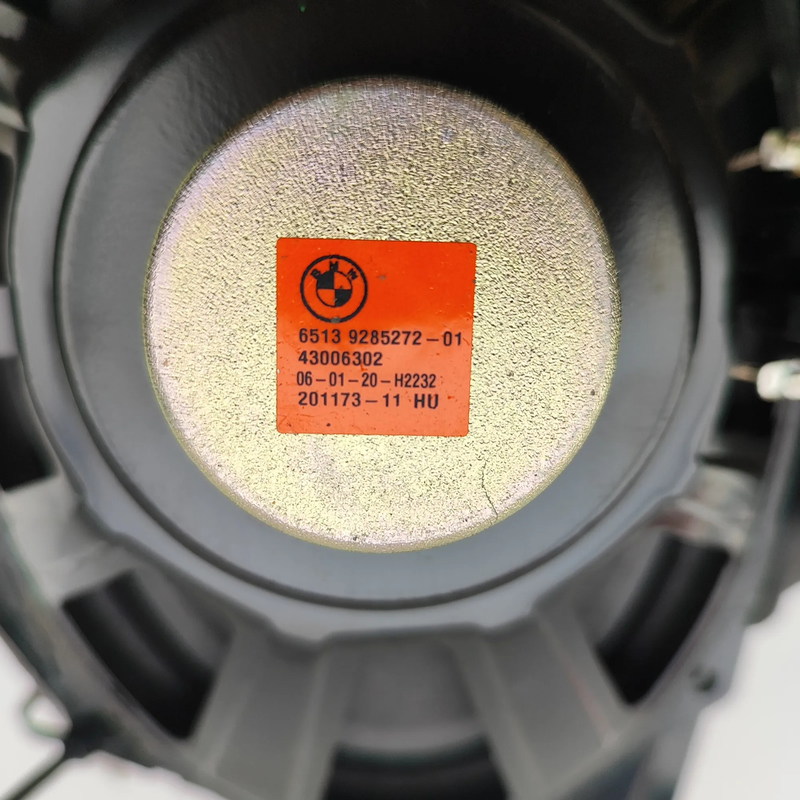 BMW
6513 9285272-01
43006302
06-01-20-H2232
201173-11 HU